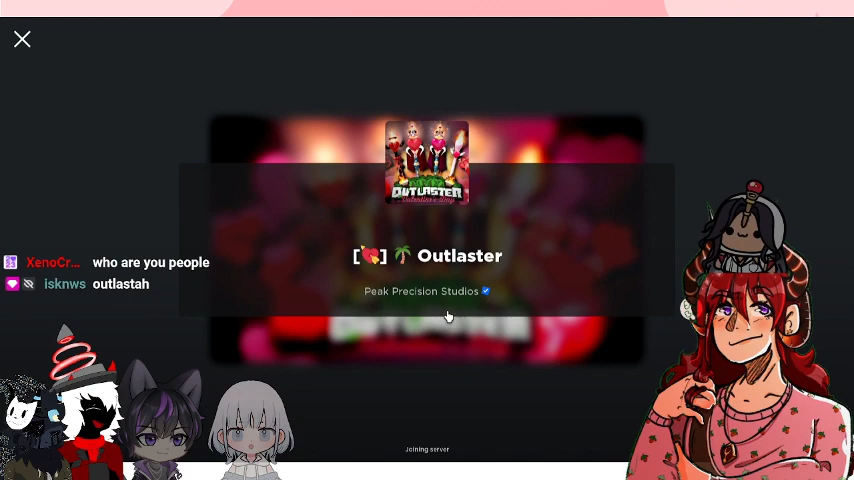 OUTLASTER
Valentine's Day
[💘] 🌴 Outlaster
Peak Precision Studios
XenoCr... who are you people
isknws outlastah
Joining server